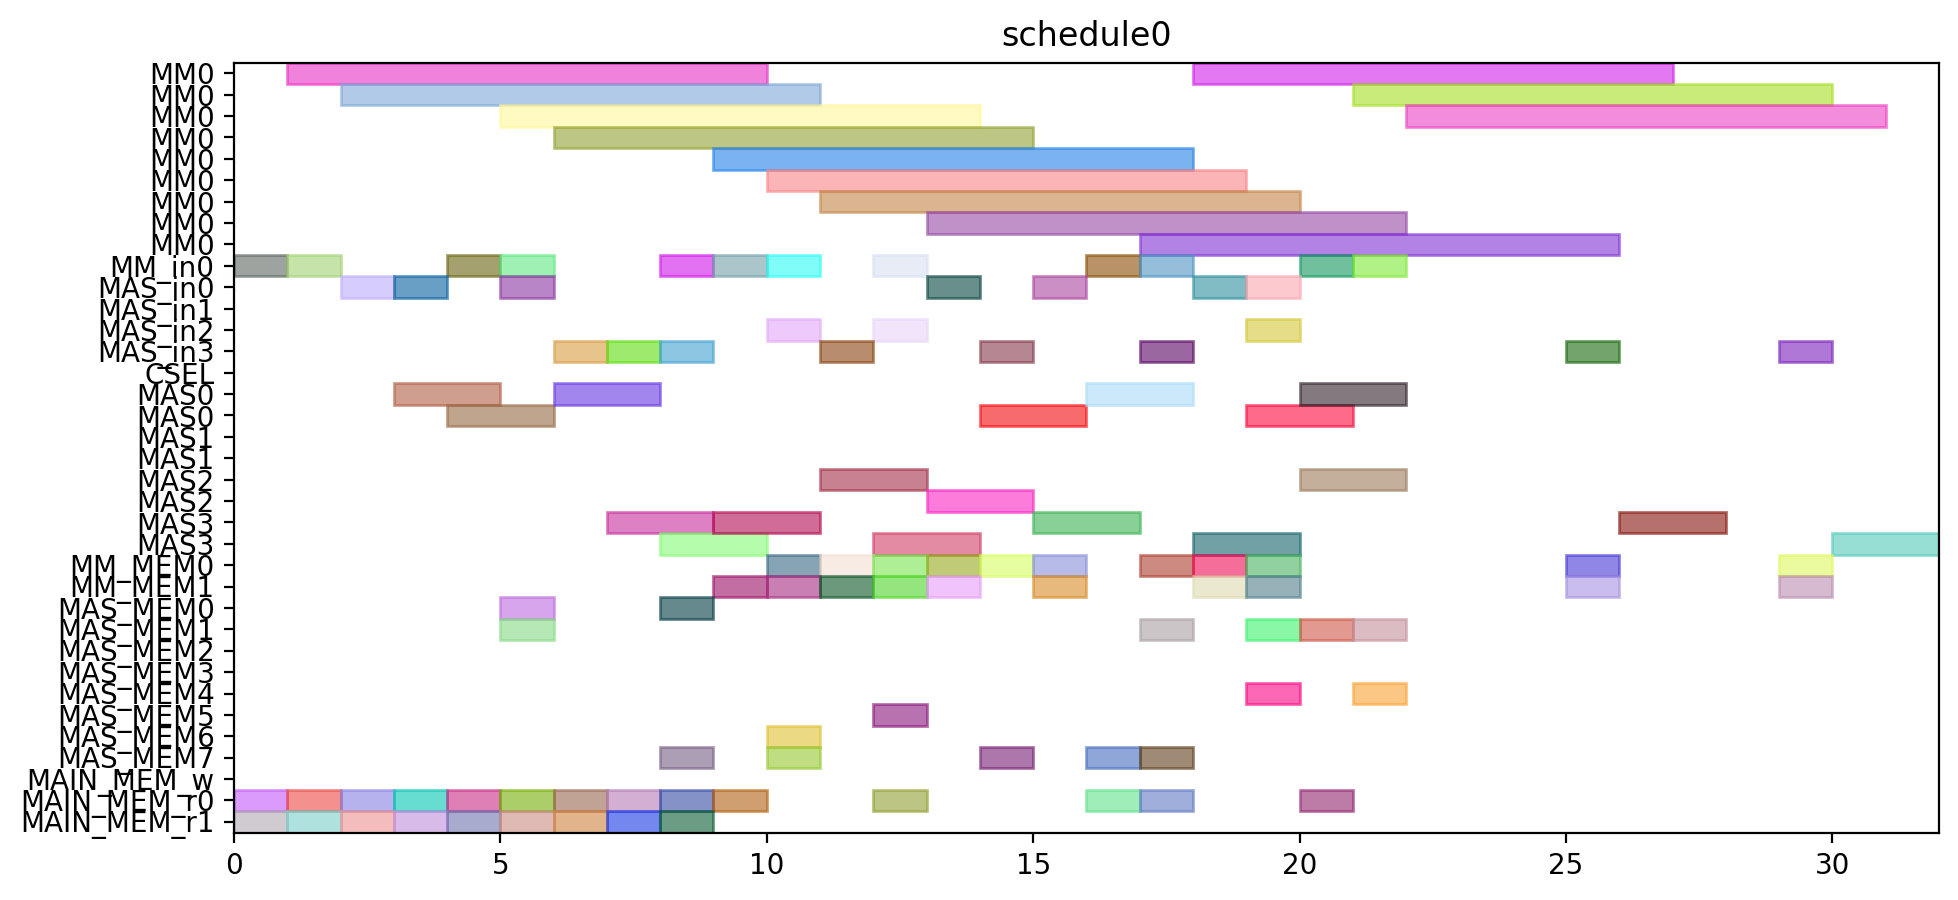 schedule0
MM0
MM0
MM0
MM0
MM0
MM0
MM0
MM0
MM0
MM_in0
MAS_in0
MAS_in1
MAS_in2
MAS_in3
CSEL
MAS0
MAS0
MAS1
MAS1
MAS2
MAS2
MAS3
MAS3
MM_MEM0
MM_MEM1
MAS_MEM0
MAS_MEM1
MAS_MEM2
MAS_MEM3
MAS_MEM4
MAS_MEM5
MAS_MEM6
MAS_MEM7
MAIN_MEM_w
MAIN_MEM_r0
MAIN_MEM_r1
0 5 10 15 20 25 30